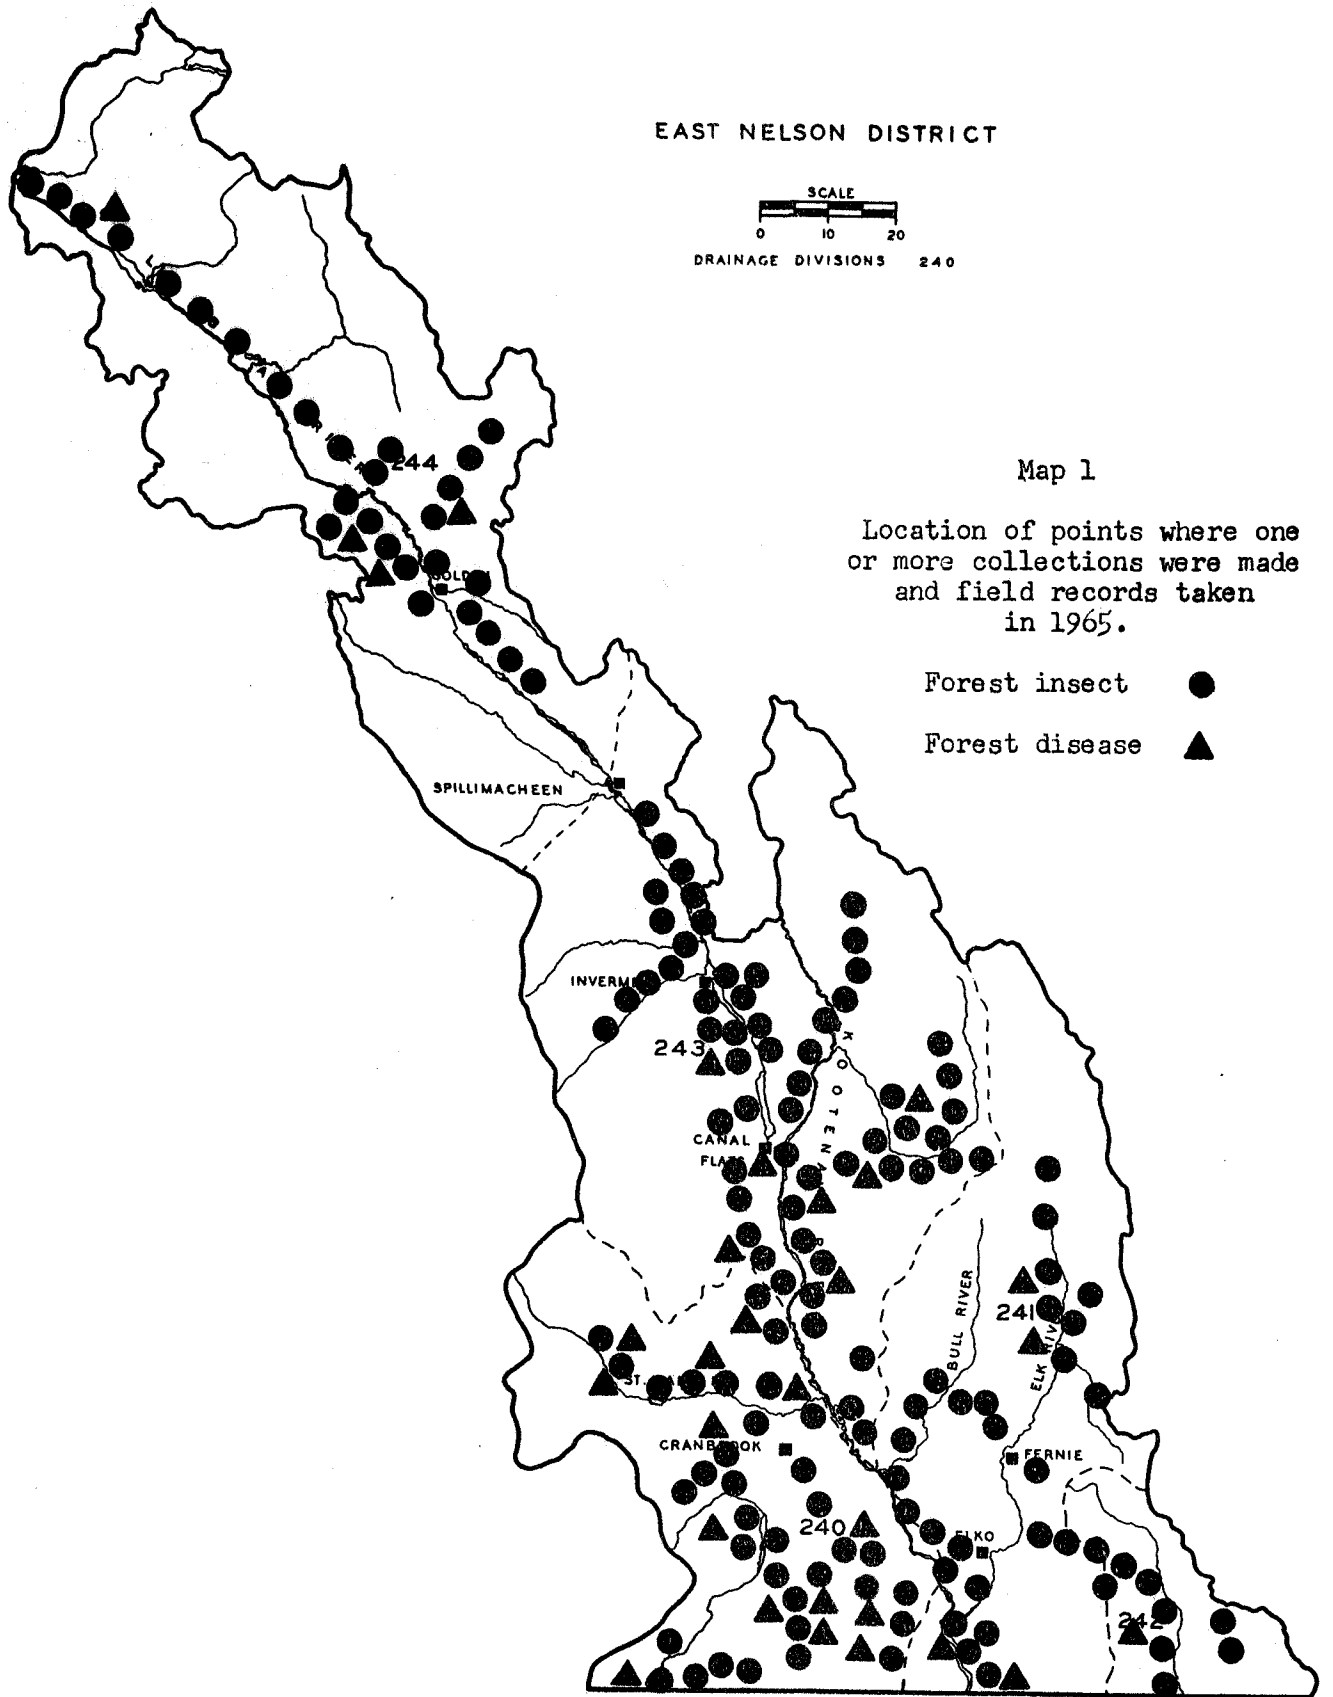 EAST NELSON DISTRICT
SCALE
0 10 20
DRAINAGE DIVISIONS 240
Map 1
Location of points where one
or more collections were made
and field records taken
in 1965.
Forest insect
Forest disease
244
SPILLIMACHEEN
243
KOOTENA
CANAL
BULL RIVER
241
ELK
FERNIE
240
ELKO
242